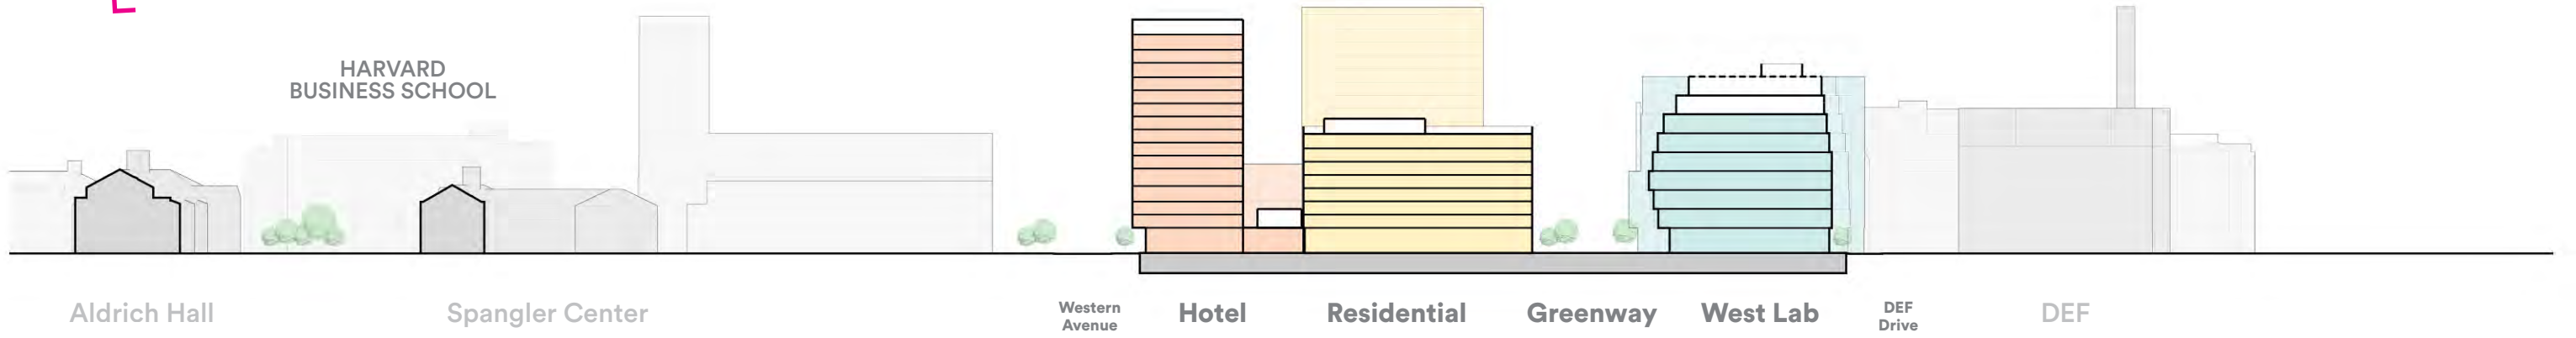 HARVARD
BUSINESS SCHOOL
Aldrich Hall
Spangler Center
Western
Avenue
Hotel
Residential
Greenway
West Lab
DEF
Drive
DEF